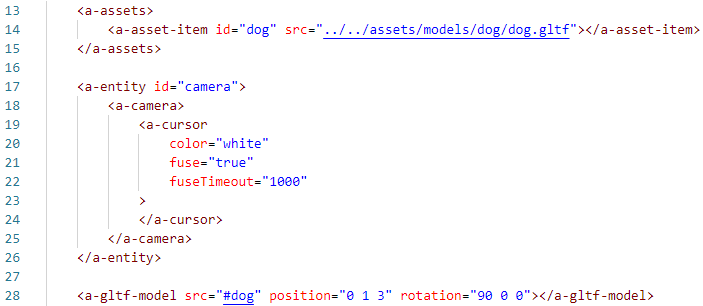 13 <a-assets>
14 <a-asset-item id="dog" src="../../assets/models/dog/dog.gltf"></a-asset-item>
15 </a-assets>
16
17 <a-entity id="camera">
18 <a-camera>
19 <a-cursor
20 color="white"
21 fuse="true"
22 fuseTimeout="1000"
23 >
24 </a-cursor>
25 </a-camera>
26 </a-entity>
27
28 <a-gltf-model src="#dog" position="0 1 3" rotation="90 0 0"></a-gltf-model>